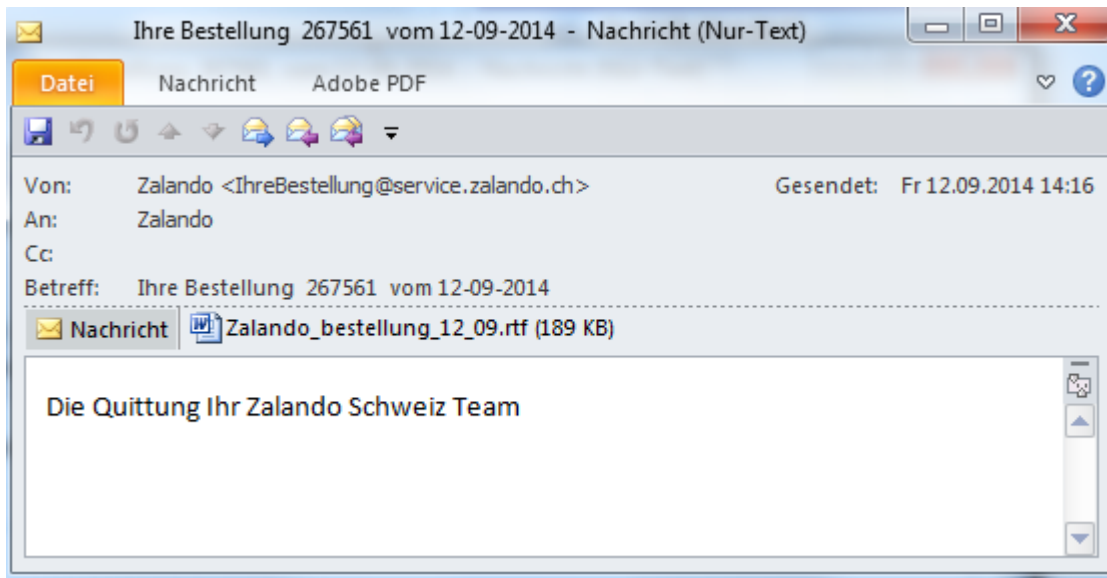 Ihre Bestellung 267561 vom 12-09-2014 - Nachricht (Nur-Text)
Datei Nachricht Adobe PDF
Von: Zalando <IhreBestellung@service.zalando.ch> Gesendet: Fr 12.09.2014 14:16
An: Zalando
Cc:
Betreff: Ihre Bestellung 267561 vom 12-09-2014
Nachricht Zalando_bestellung_12_09.rtf (189 KB)
Die Quittung Ihr Zalando Schweiz Team